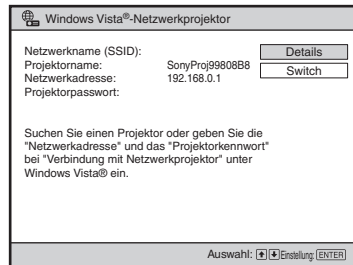 Windows Vista®-Netzwerkprojektor
Netzwerkname (SSID):
Projektorname: SonyProj99808B8
Netzwerkadresse: 192.168.0.1
Projektorpasswort:
Details
Switch
Suchen Sie einen Projektor oder geben Sie die
"Netzwerkadresse" und das "Projektorkennwort"
bei "Verbindung mit Netzwerkprojektor" unter
Windows Vista® ein.
Auswahl: ↑ ↓ Einstellung: ENTER